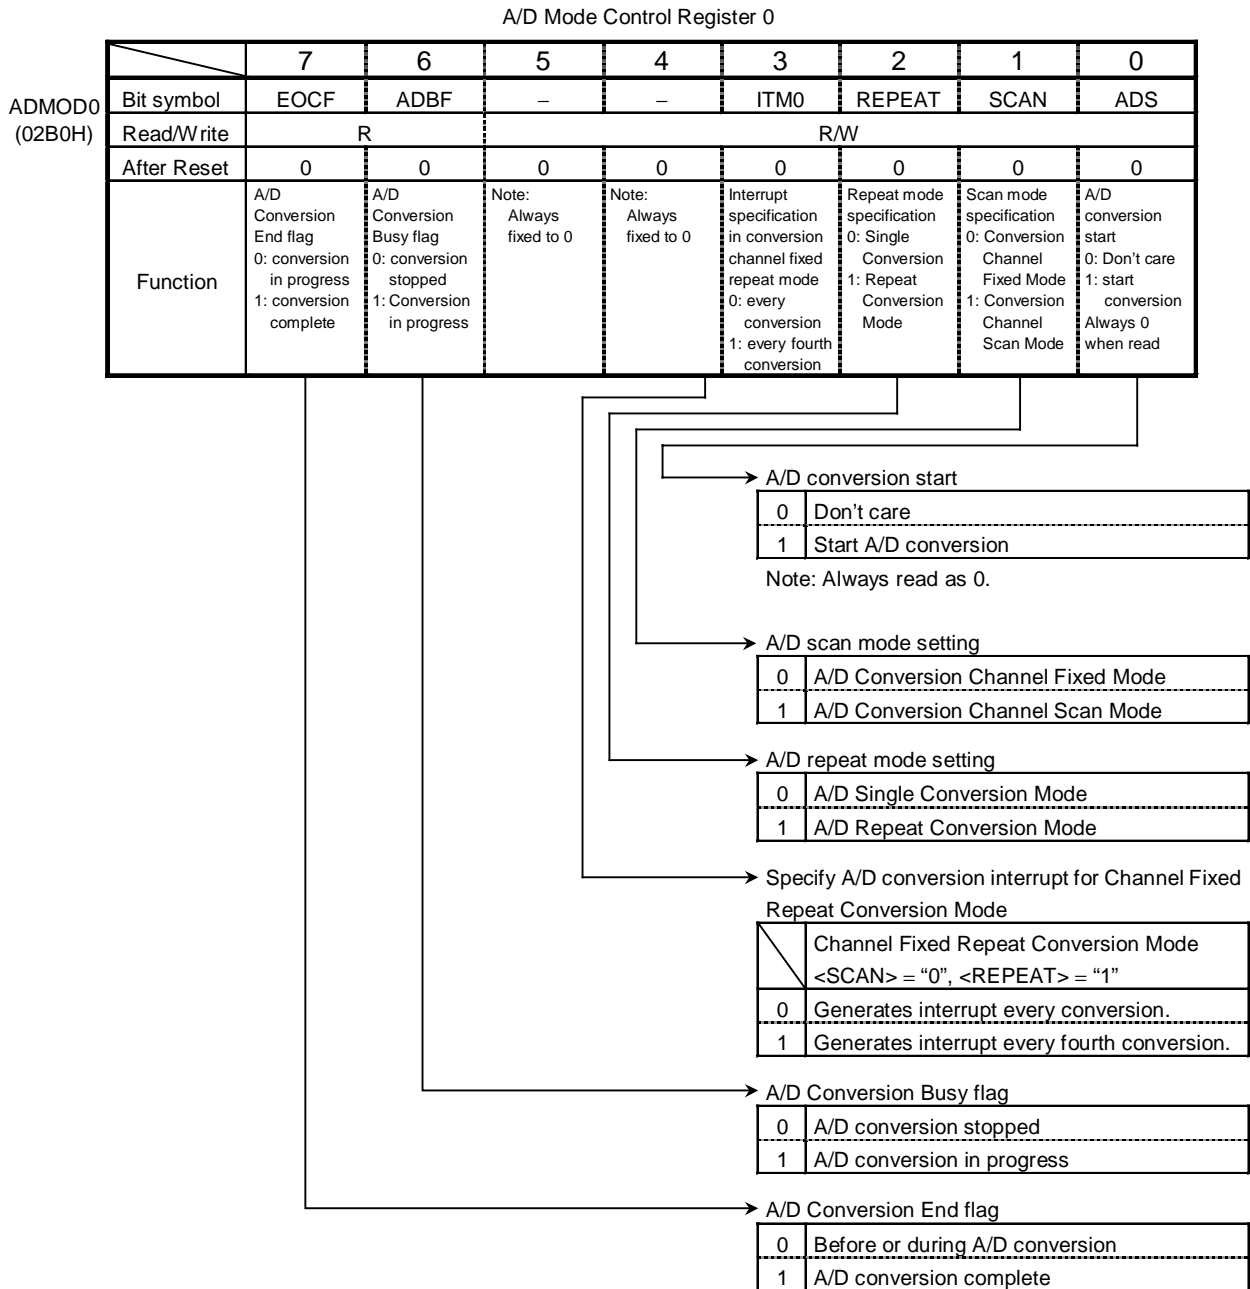 A/D Mode Control Register 0
7 6 5 4 3 2 1 0
ADMOD0
(02B0H)
Bit symbol EOCF ADBF – – ITM0 REPEAT SCAN ADS
Read/Write R R/W
After Reset 0 0 0 0 0 0 0 0
Function
A/D
Conversion
End flag
0: conversion
in progress
1: conversion
complete
A/D
Conversion
Busy flag
0: conversion
stopped
1: Conversion
in progress
Note:
Always
fixed to 0
Note:
Always
fixed to 0
Interrupt
specification
in conversion
channel fixed
repeat mode
0: every
conversion
1: every fourth
conversion
Repeat mode
specification
0: Single
Conversion
1: Repeat
Conversion
Mode
Scan mode
specification
0: Conversion
Channel
Fixed Mode
1: Conversion
Channel
Scan Mode
A/D
conversion
start
0: Don't care
1: start
conversion
Always 0
when read
A/D conversion start
0 Don't care
1 Start A/D conversion
Note: Always read as 0.
A/D scan mode setting
0 A/D Conversion Channel Fixed Mode
1 A/D Conversion Channel Scan Mode
A/D repeat mode setting
0 A/D Single Conversion Mode
1 A/D Repeat Conversion Mode
Specify A/D conversion interrupt for Channel Fixed
Repeat Conversion Mode
Channel Fixed Repeat Conversion Mode
<SCAN> = “0”, <REPEAT> = “1”
0 Generates interrupt every conversion.
1 Generates interrupt every fourth conversion.
A/D Conversion Busy flag
0 A/D conversion stopped
1 A/D conversion in progress
A/D Conversion End flag
0 Before or during A/D conversion
1 A/D conversion complete